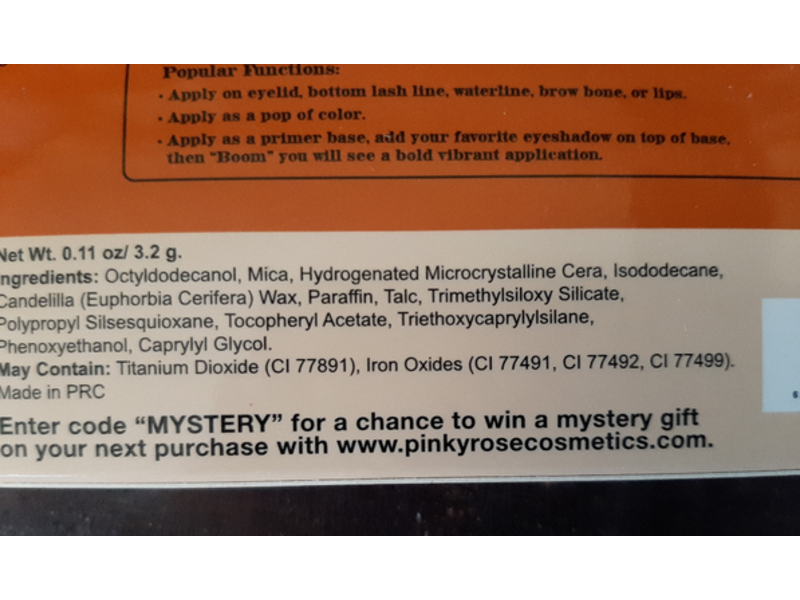 Popular Functions:
• Apply on eyelid, bottom lash line, waterline, brow bone, or lips.
• Apply as a pop of color.
• Apply as a primer base, add your favorite eyeshadow on top of base,
then "Boom" you will see a bold vibrant application.
Net Wt. 0.11 oz/ 3.2 g.
Ingredients: Octyldodecanol, Mica, Hydrogenated Microcrystalline Cera, Isododecane,
Candelilla (Euphorbia Cerifera) Wax, Paraffin, Talc, Trimethylsiloxy Silicate,
Polypropyl Silsesquioxane, Tocopheryl Acetate, Triethoxycaprylylsilane,
Phenoxyethanol, Caprylyl Glycol.
May Contain: Titanium Dioxide (CI 77891), Iron Oxides (CI 77491, CI 77492, CI 77499).
Made in PRC
Enter code “MYSTERY” for a chance to win a mystery gift
on your next purchase with www.pinkyrosecosmetics.com.